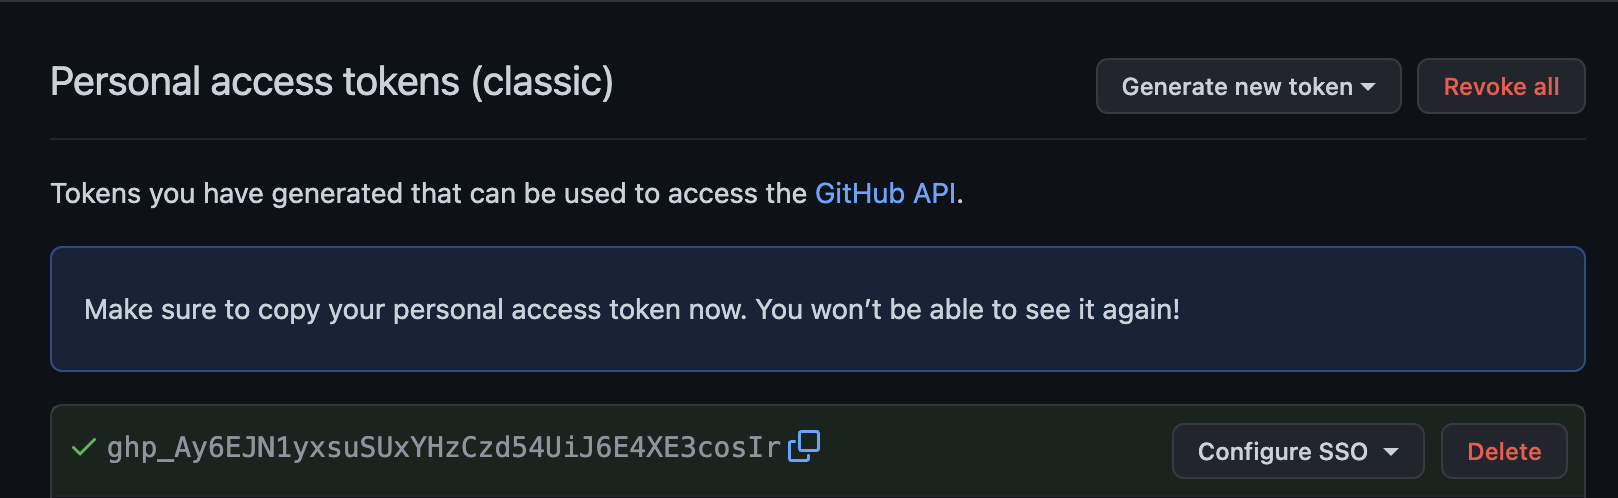 Personal access tokens (classic)
Generate new token
Revoke all
Tokens you have generated that can be used to access the GitHub API.
Make sure to copy your personal access token now. You won't be able to see it again!
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
Configure SSO
Delete